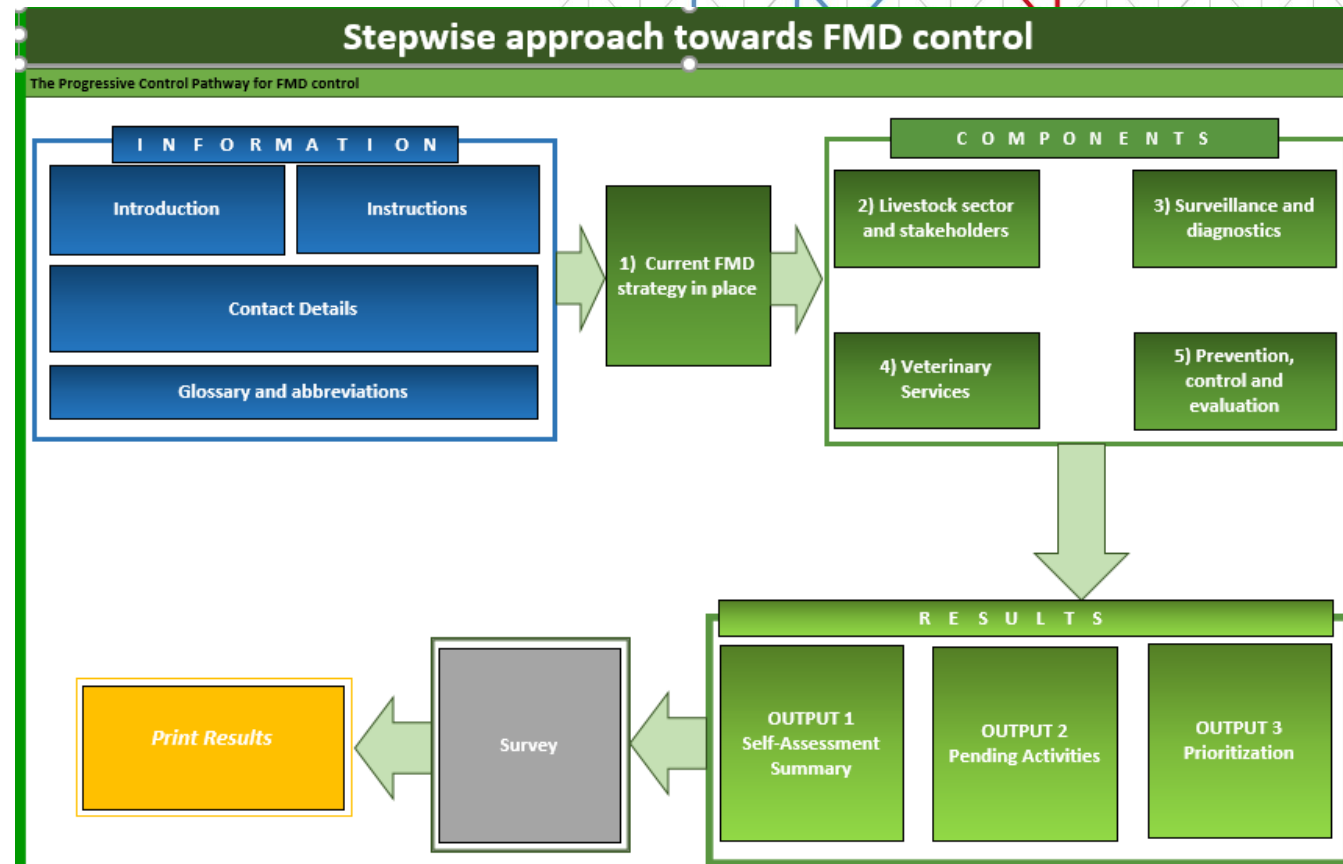 Stepwise approach towards FMD control
The Progressive Control Pathway for FMD control
I N F O R M A T I O N
Introduction
Instructions
Contact Details
Glossary and abbreviations
1) Current FMD
strategy in place
C O M P O N E N T S
2) Livestock sector
and stakeholders
3) Surveillance and
diagnostics
4) Veterinary
Services
5) Prevention,
control and
evaluation
R E S U L T S
OUTPUT 1
Self-Assessment
Summary
OUTPUT 2
Pending Activities
OUTPUT 3
Prioritization
Survey
Print Results